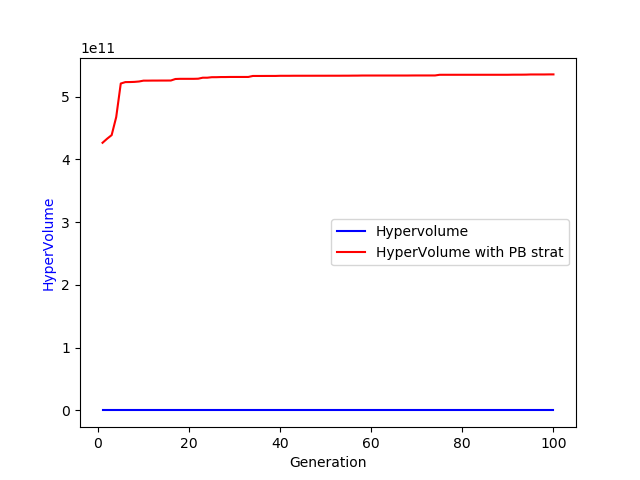 1e11
5
4
3
2
1
0
HyperVolume
Hypervolume
HyperVolume with PB strat
0 20 40 60 80 100
Generation